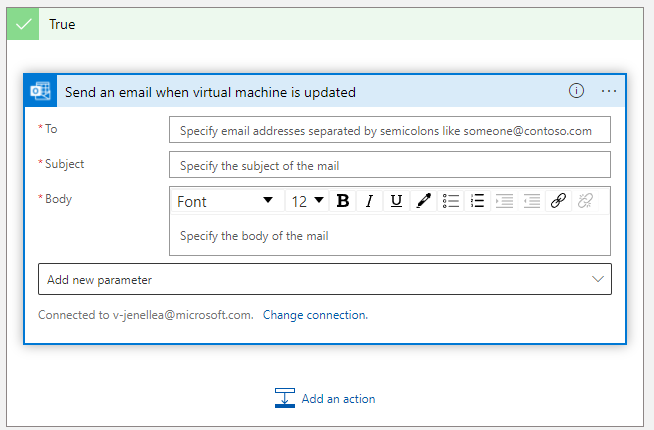 True
Send an email when virtual machine is updated
* To
Specify email addresses separated by semicolons like someone@contoso.com
* Subject
Specify the subject of the mail
* Body
Font 12 B I U
Specify the body of the mail
Add new parameter
Connected to v-jenellea@microsoft.com. Change connection.
Add an action